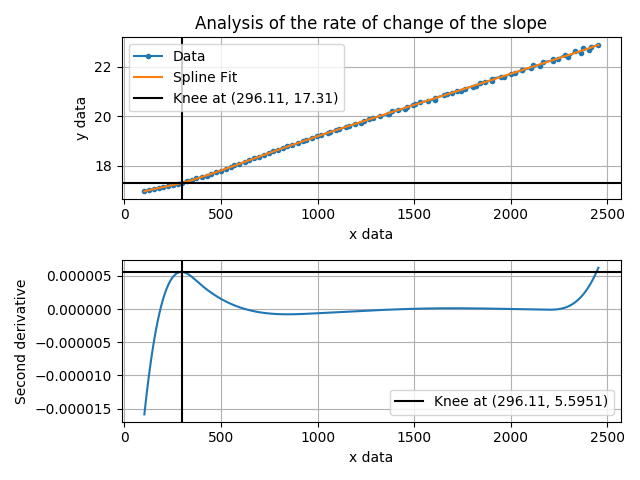 Analysis of the rate of change of the slope
Data
Spline Fit
Knee at (296.11, 17.31)
22
20
18
y data
0 500 1000 1500 2000 2500
x data
0.000005
0.000000
−0.000005
−0.000010
−0.000015
Second derivative
Knee at (296.11, 5.5951)
0 500 1000 1500 2000 2500
x data